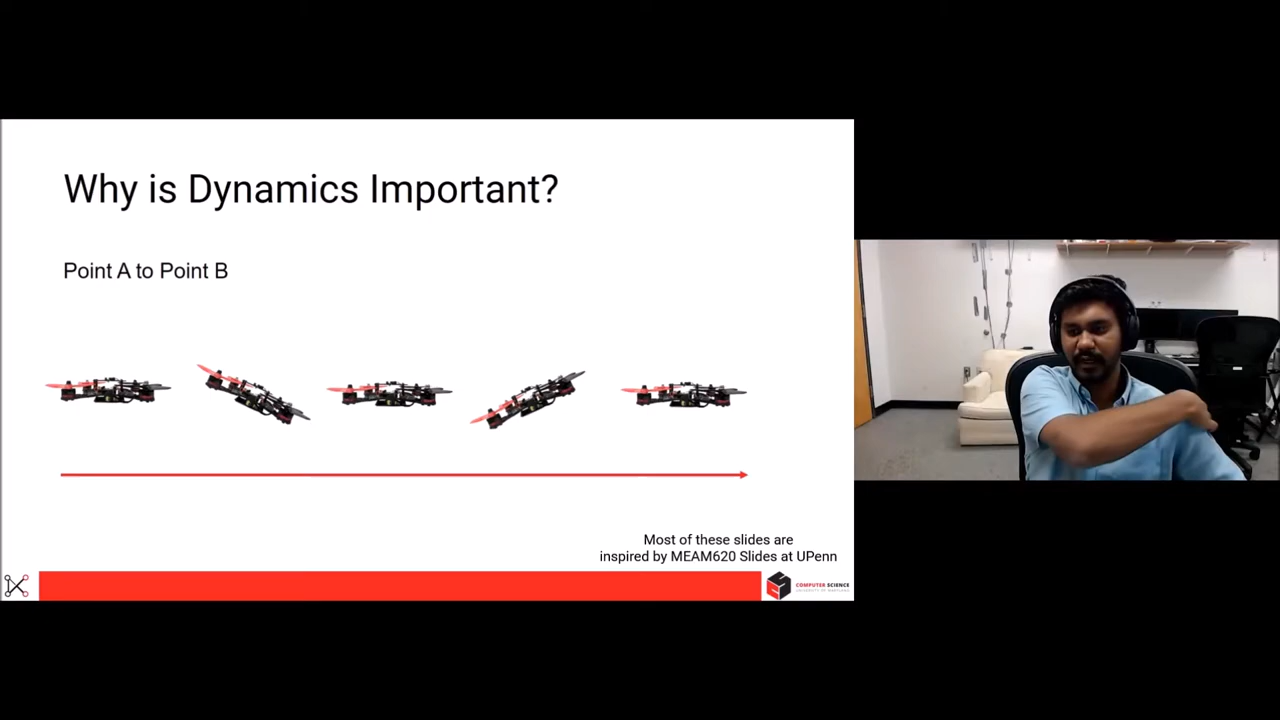 Why is Dynamics Important?
Point A to Point B
Most of these slides are
inspired by MEAM620 Slides at UPenn
COMPUTER SCIENCE
UNIVERSITY OF MARYLAND